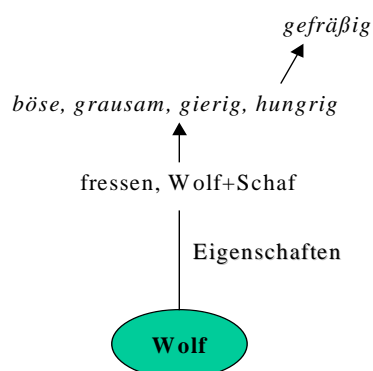 gefräßig
böse, grausam, gierig, hungrig
fressen, Wolf+Schaf
Eigenschaften
Wolf